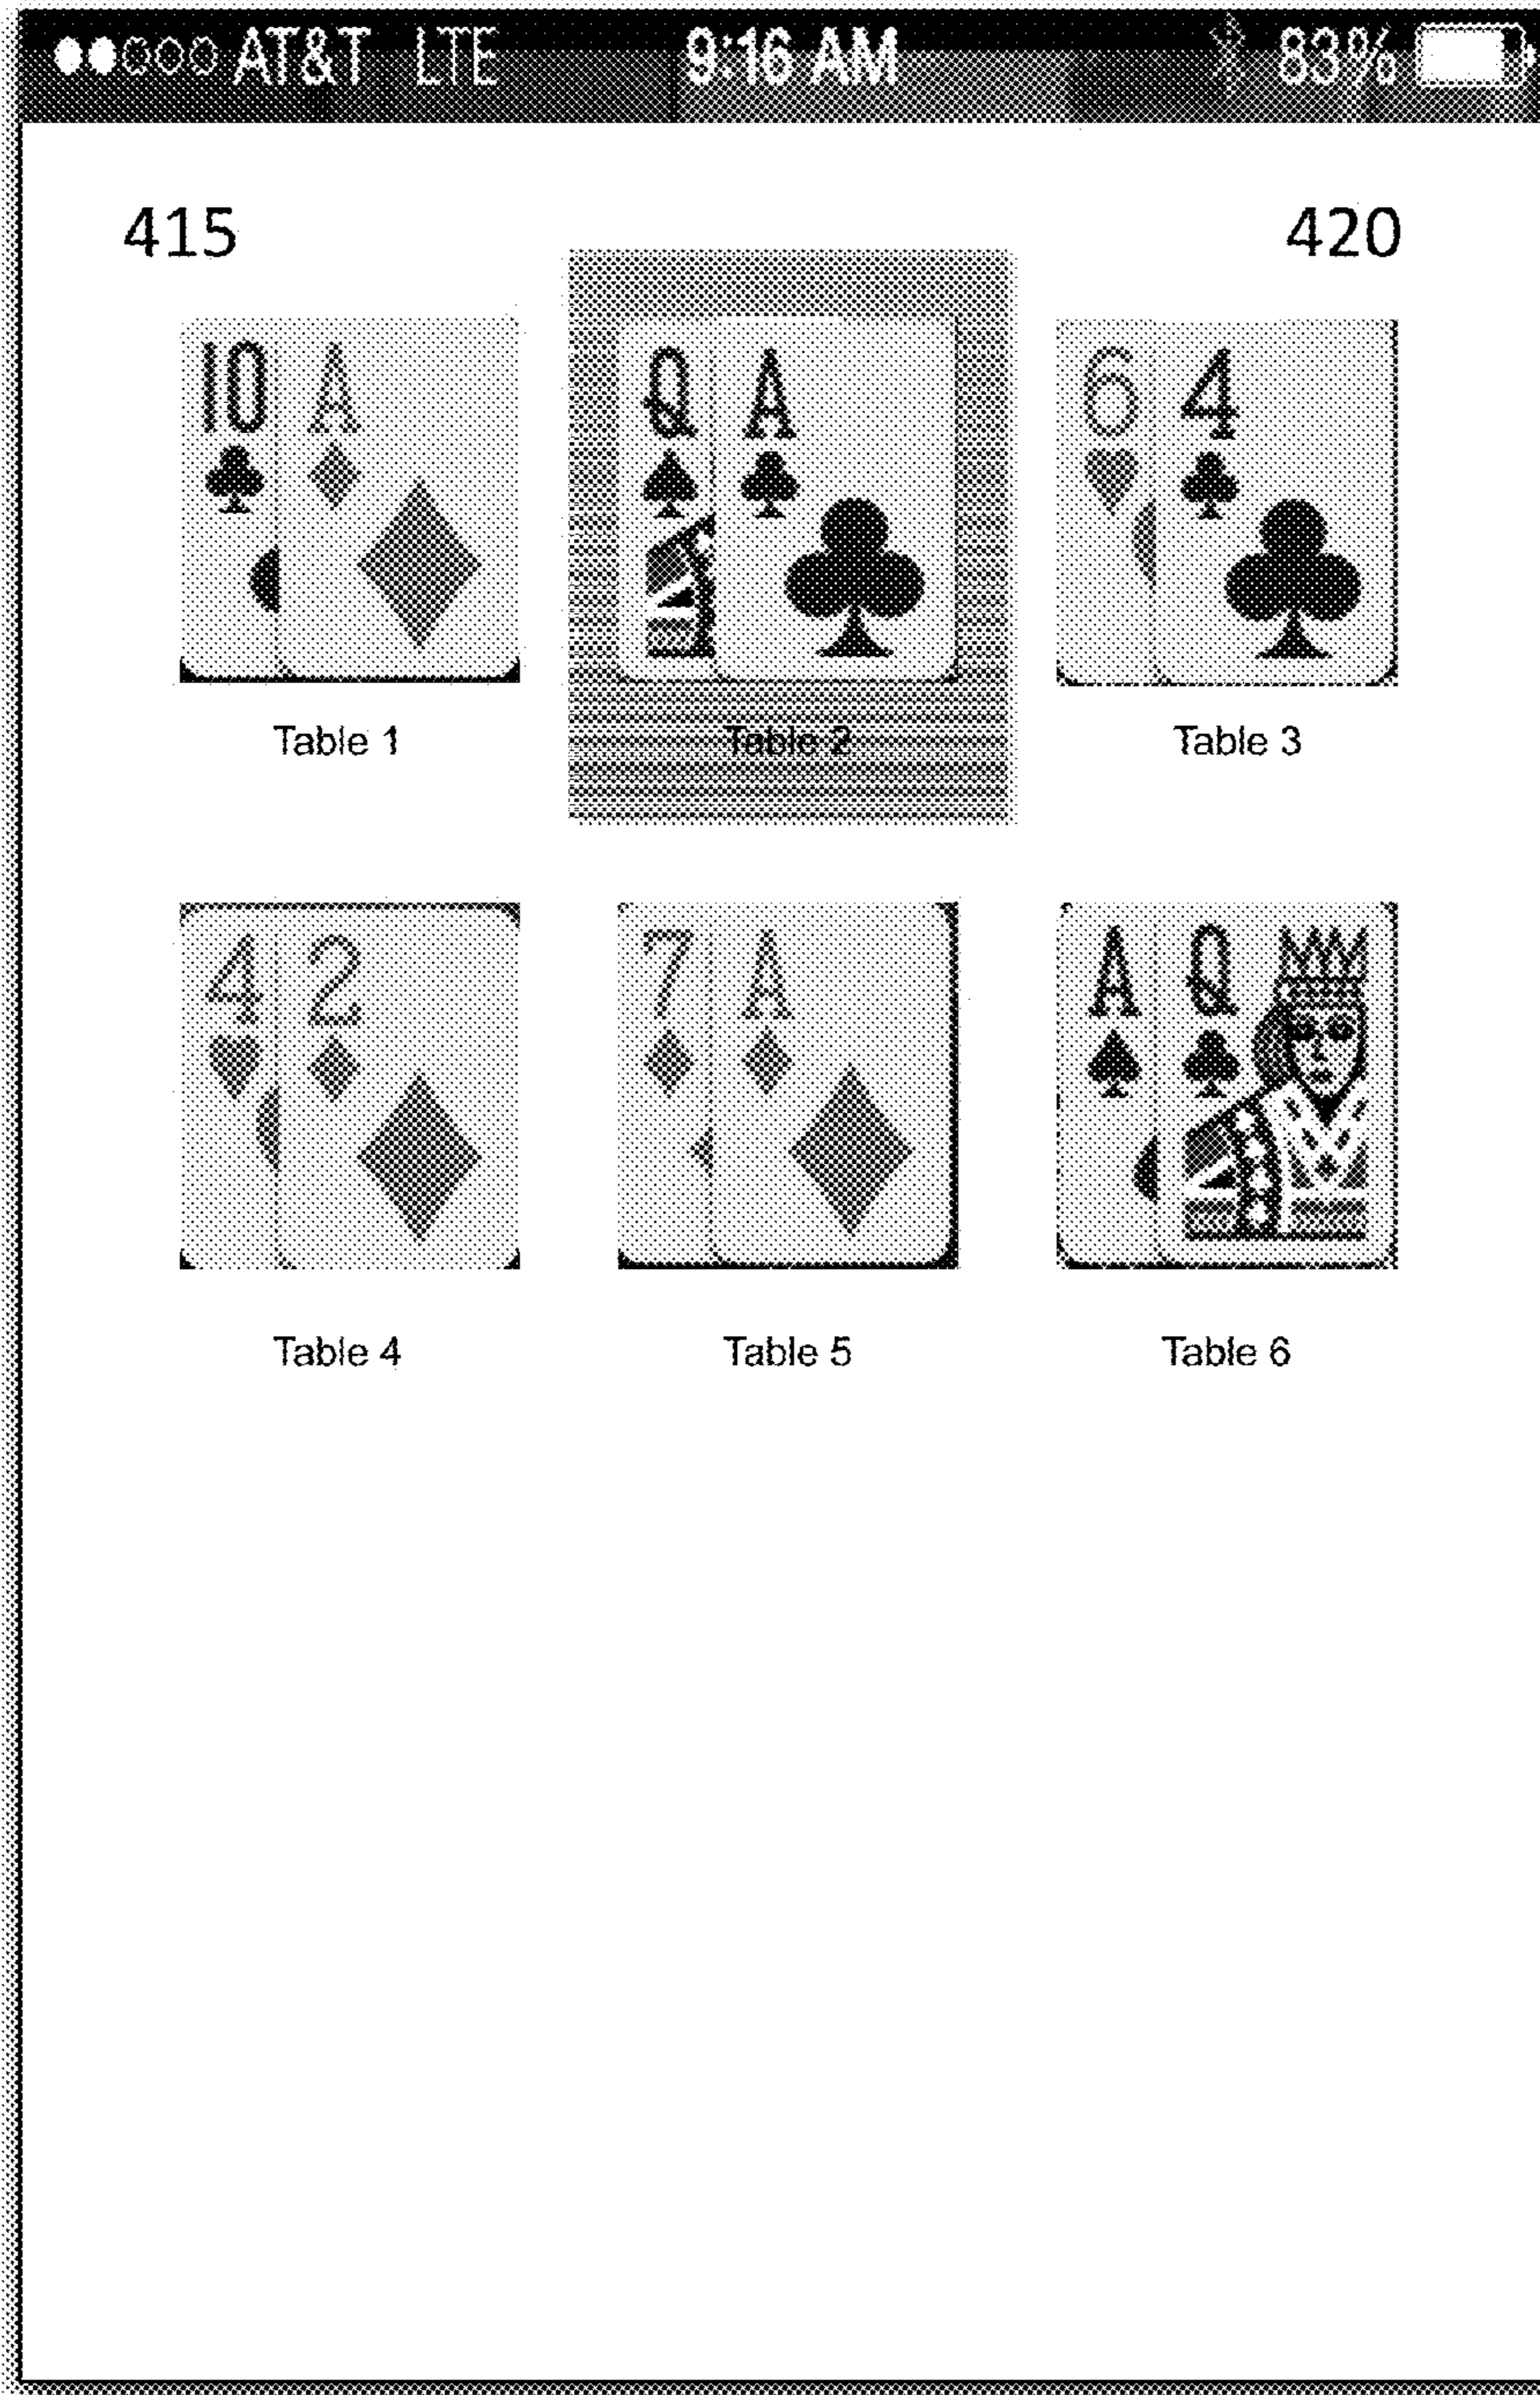 AT&T LTE 9:16 AM 83%
415 420
10 A Q A 6 4
Table 1 Table 2 Table 3
4 2 7 A A Q
Table 4 Table 5 Table 6